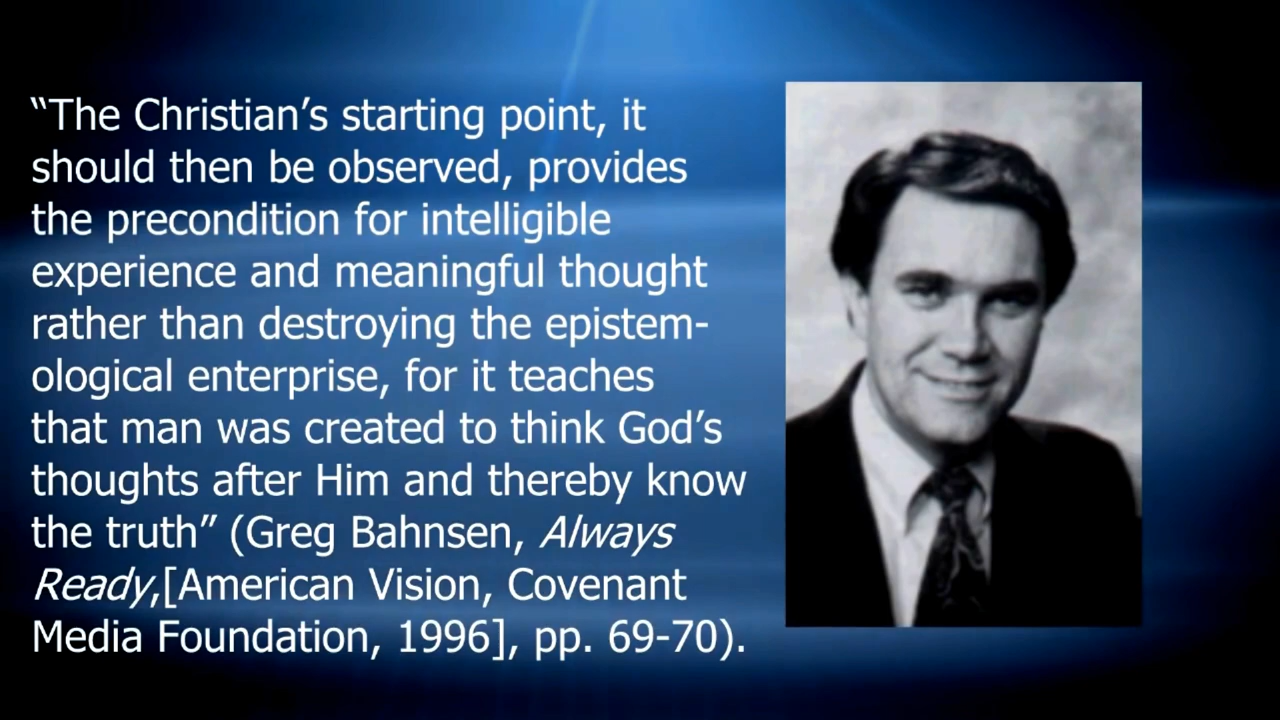 “The Christian’s starting point, it
should then be observed, provides
the precondition for intelligible
experience and meaningful thought
rather than destroying the epistem-
ological enterprise, for it teaches
that man was created to think God’s
thoughts after Him and thereby know
the truth” (Greg Bahnsen, Always
Ready,[American Vision, Covenant
Media Foundation, 1996], pp. 69-70).